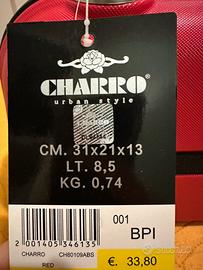 CHARRO
urban style
CM. 31x21x13
LT. 8,5
KG. 0,74
2 001405 346135
001
BPI
CHARRO CH80109ABS
RED
€. 33,80